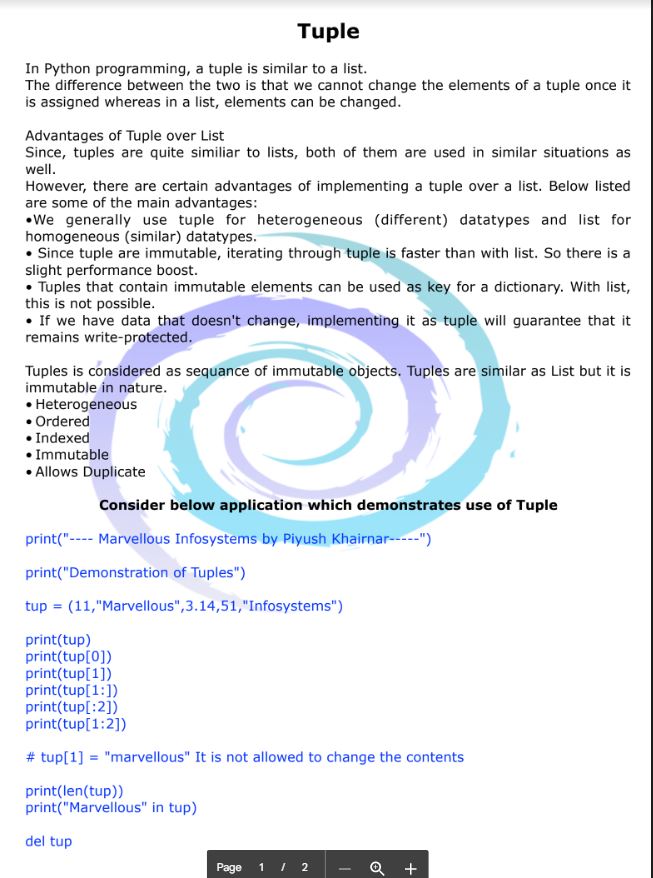 Tuple
In Python programming, a tuple is similar to a list.
The difference between the two is that we cannot change the elements of a tuple once it
is assigned whereas in a list, elements can be changed.
Advantages of Tuple over List
Since, tuples are quite similiar to lists, both of them are used in similar situations as
well.
However, there are certain advantages of implementing a tuple over a list. Below listed
are some of the main advantages:
•We generally use tuple for heterogeneous (different) datatypes and list for
homogeneous (similar) datatypes.
• Since tuple are immutable, iterating through tuple is faster than with list. So there is a
slight performance boost.
• Tuples that contain immutable elements can be used as key for a dictionary. With list,
this is not possible.
• If we have data that doesn't change, implementing it as tuple will guarantee that it
remains write-protected.
Tuples is considered as sequance of immutable objects. Tuples are similar as List but it is
immutable in nature.
• Heterogeneous
• Ordered
• Indexed
• Immutable
• Allows Duplicate
Consider below application which demonstrates use of Tuple
print("---- Marvellous Infosystems by Piyush Khairnar-----")
print("Demonstration of Tuples")
tup = (11,"Marvellous",3.14,51,"Infosystems")
print(tup)
print(tup[0])
print(tup[1])
print(tup[1:])
print(tup[:2])
print(tup[1:2])
# tup[1] = "marvellous" It is not allowed to change the contents
print(len(tup))
print("Marvellous" in tup)
del tup
Page 1 / 2